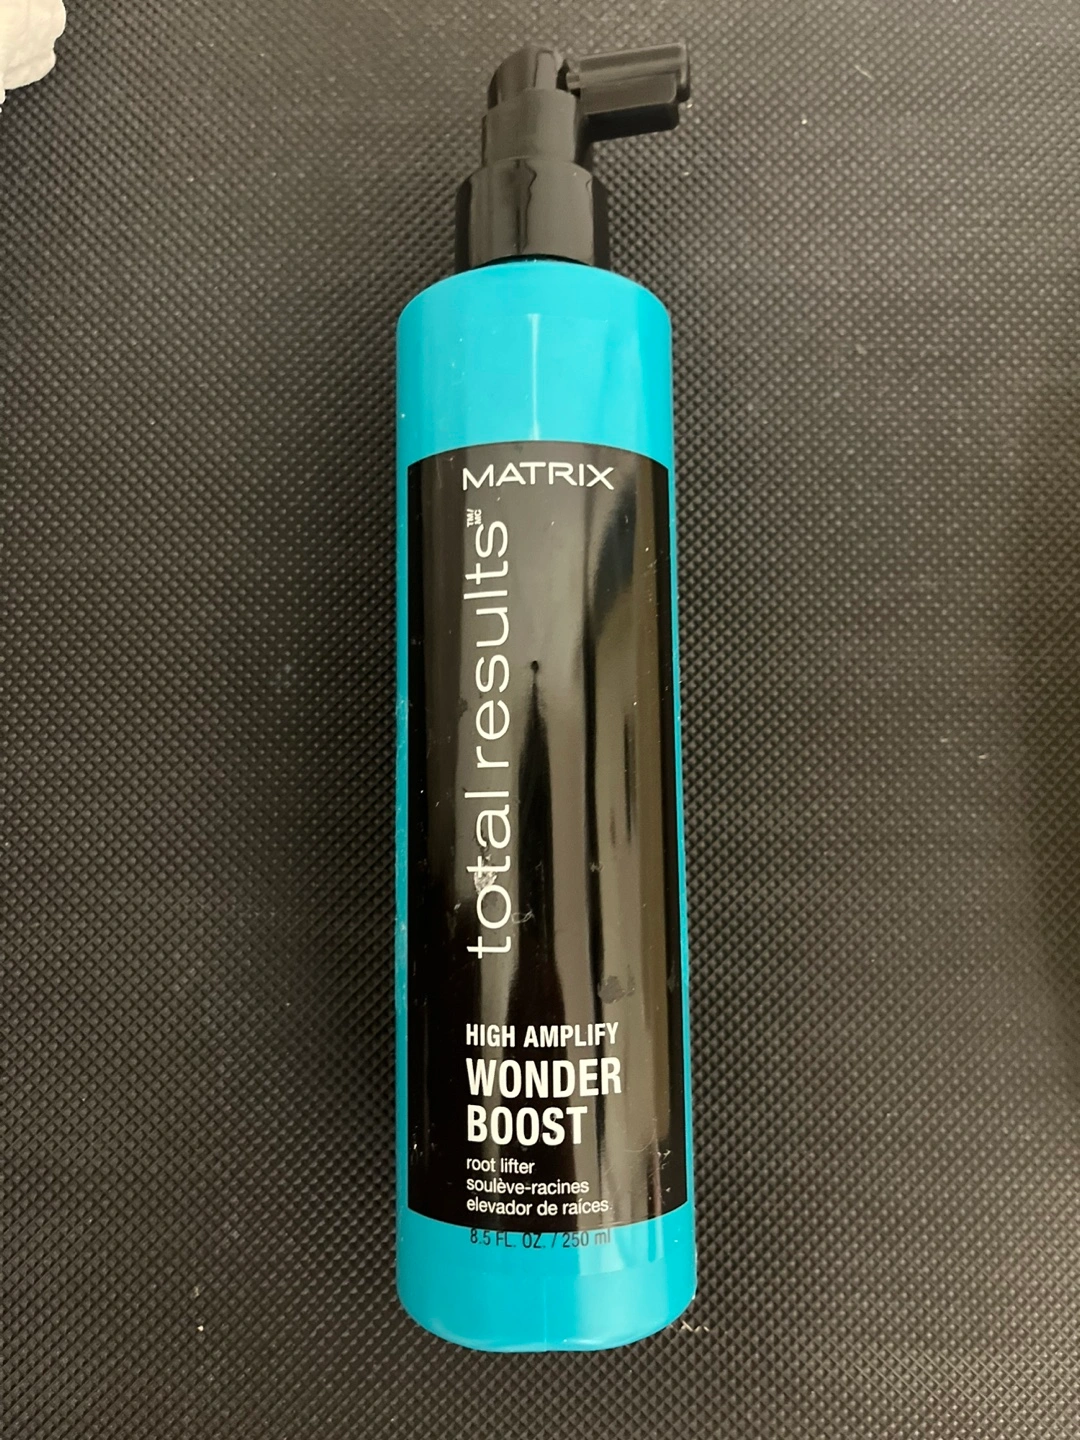 MATRIX
total results™/MC
HIGH AMPLIFY
WONDER
BOOST
root lifter
soulève-racines
elevador de raíces
8.5 FL. OZ. / 250 ml